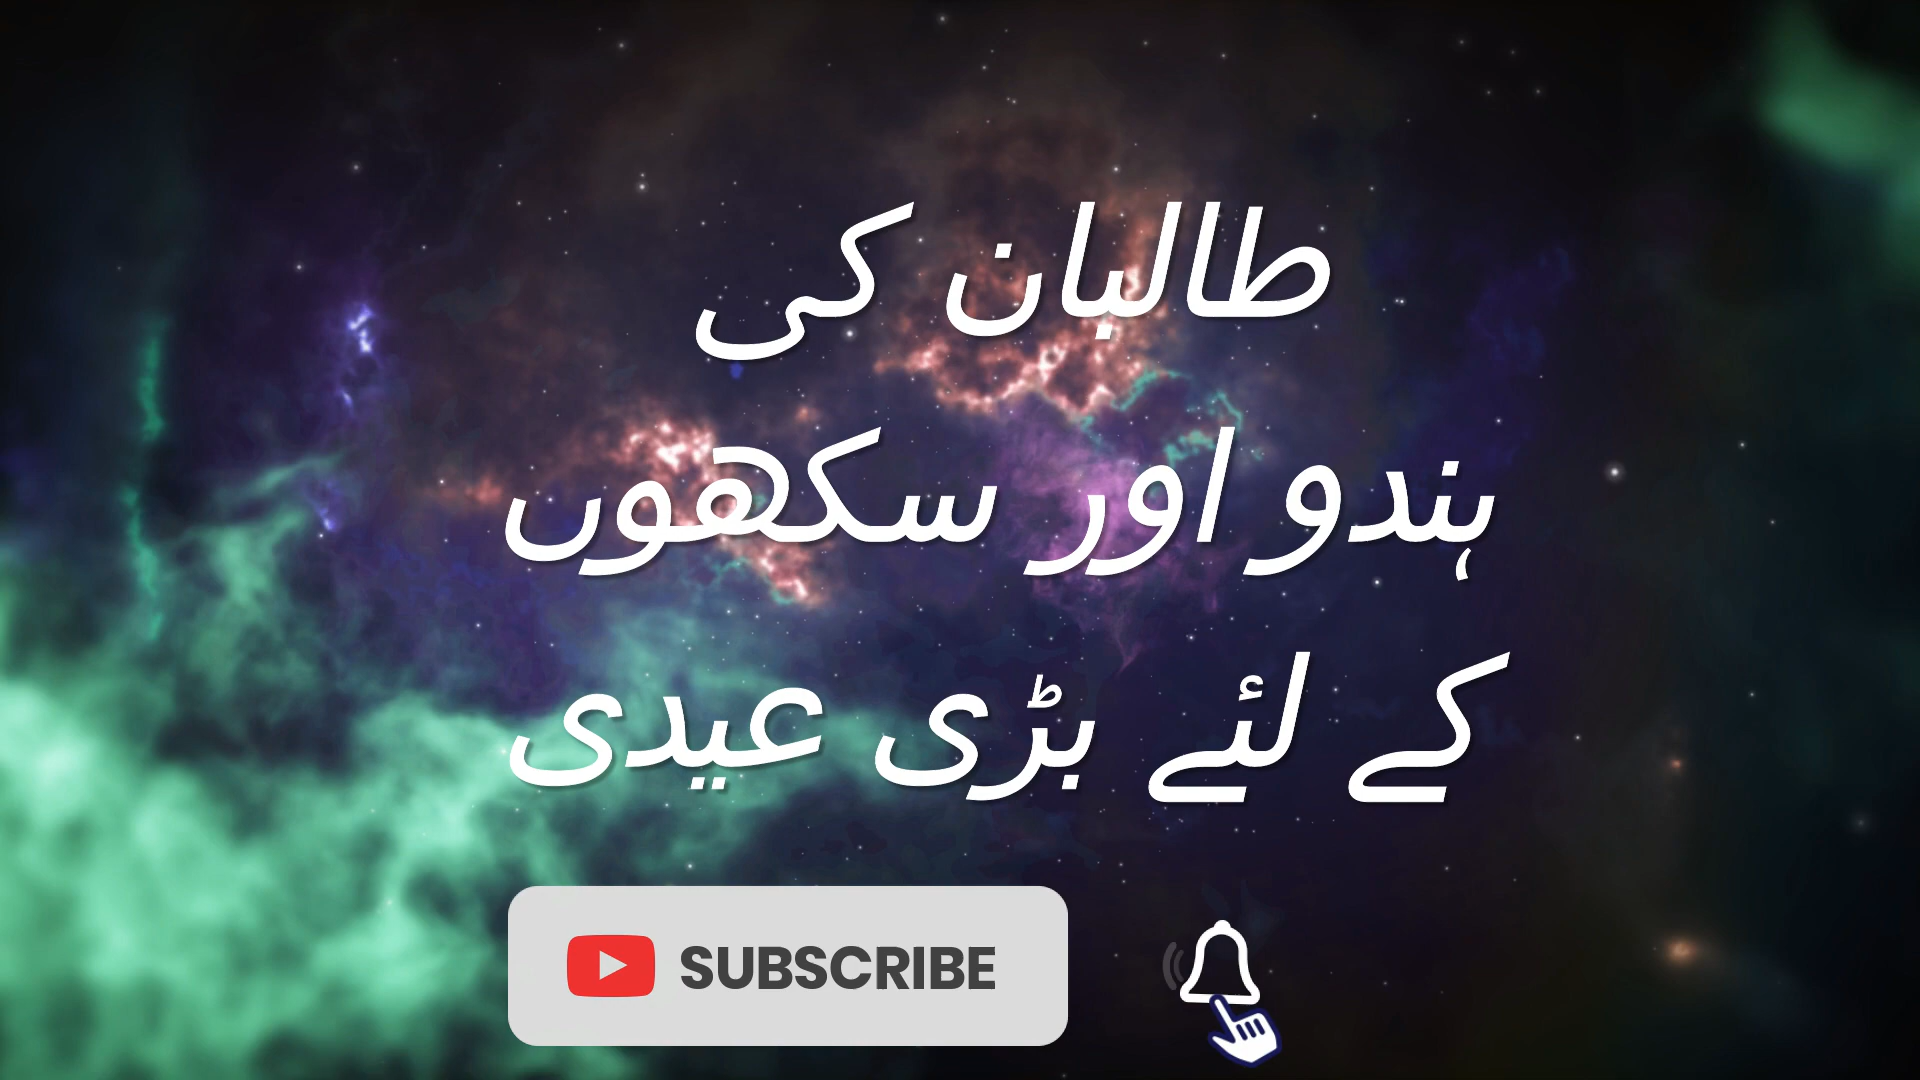 طالبان کی
ہندو اور سکھوں
کے لئے بڑی عیدی
SUBSCRIBE